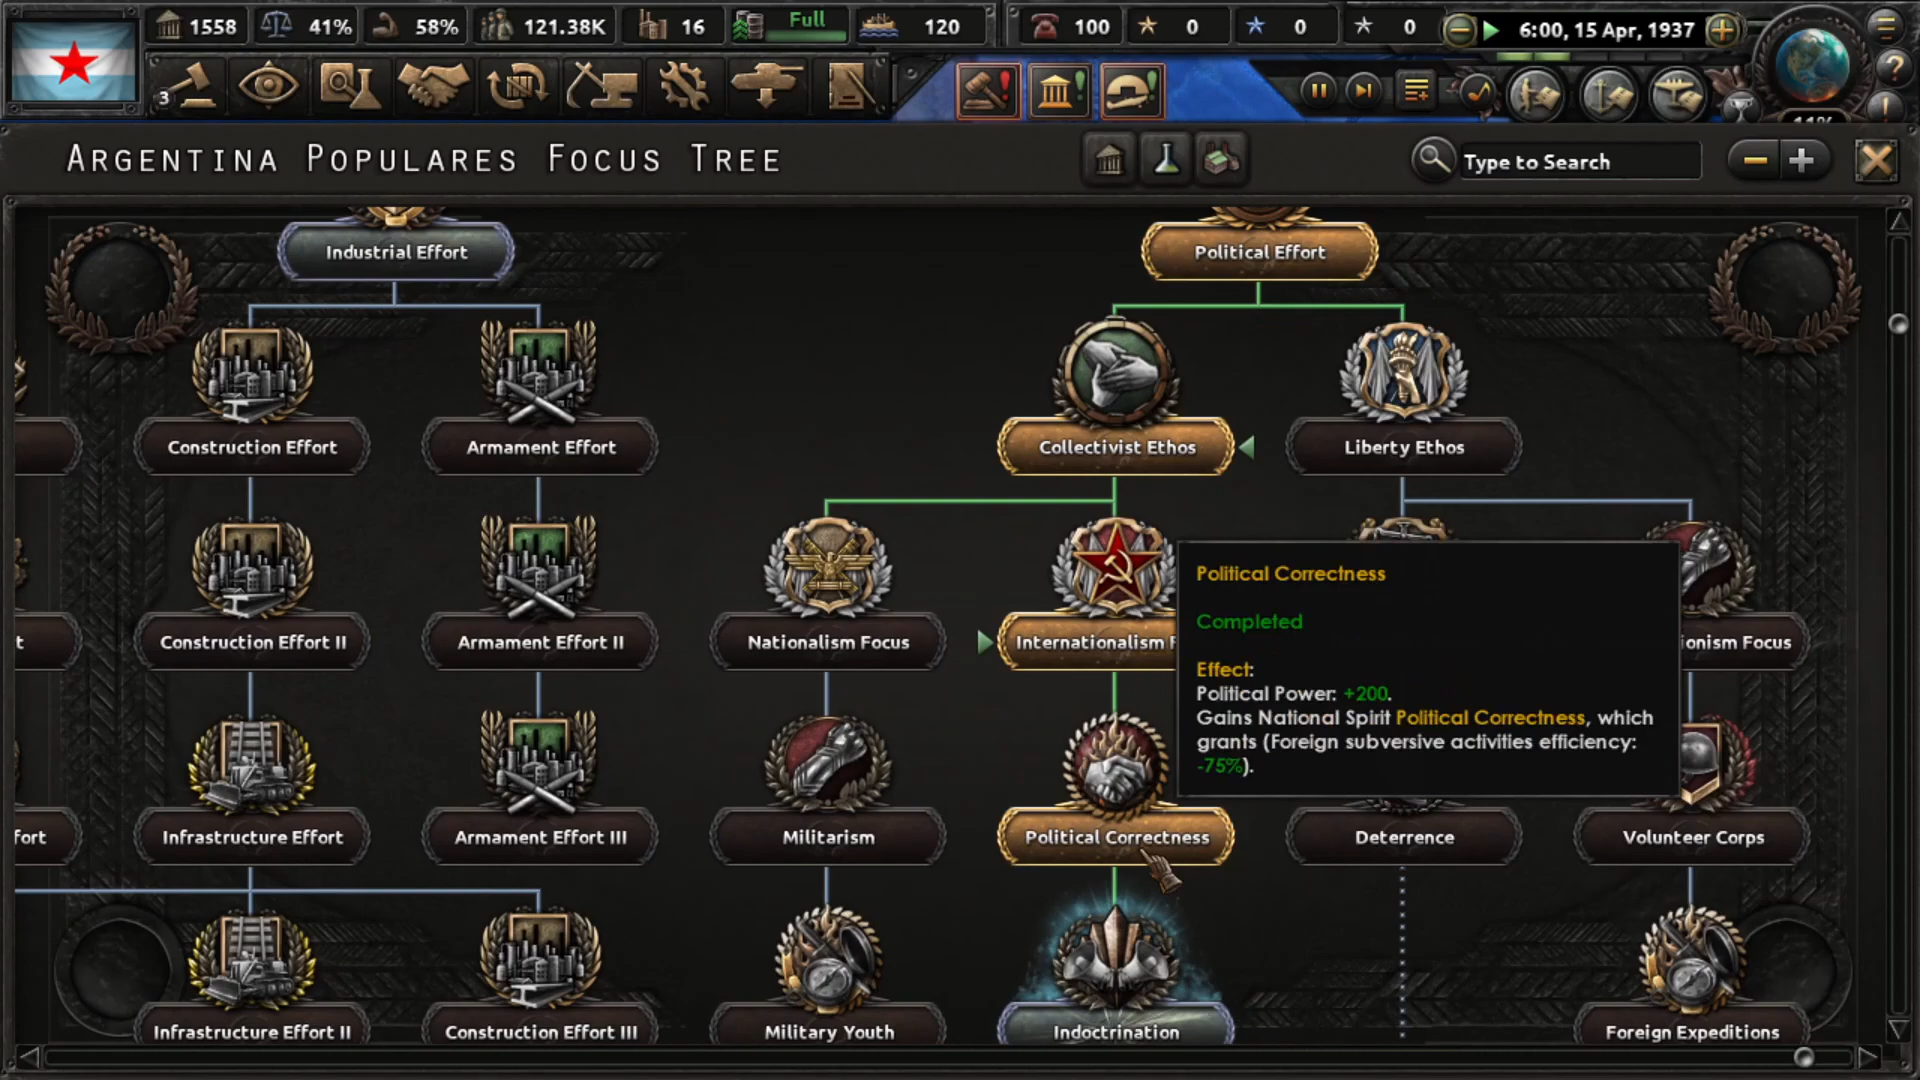 1558
41%
58%
121.38K
16
Full
120
100
0
0
0
6:00, 15 Apr, 1937
3
Argentina Populares Focus Tree
Type to Search
Industrial Effort
Political Effort
Construction Effort
Armament Effort
Collectivist Ethos
Liberty Ethos
Construction Effort II
Armament Effort II
Nationalism Focus
Internationalism F
ionism Focus
t
Political Correctness
Completed
Effect:
Political Power: +200.
Gains National Spirit Political Correctness, which
grants (Foreign subversive activities efficiency:
-75%).
fort
Infrastructure Effort
Armament Effort III
Militarism
Political Correctness
Deterrence
Volunteer Corps
Infrastructure Effort II
Construction Effort III
Military Youth
Indoctrination
Foreign Expeditions